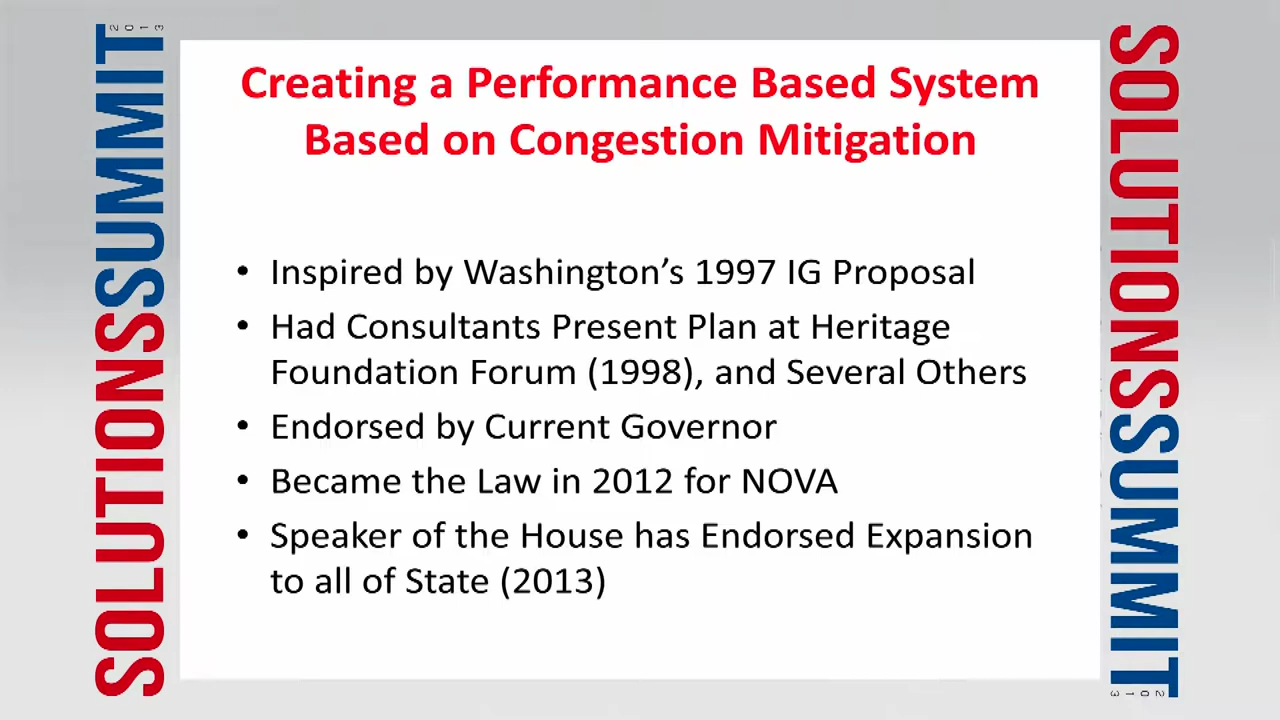 SOLUTIONSSUMMIT
2013
Creating a Performance Based System
Based on Congestion Mitigation
• Inspired by Washington’s 1997 IG Proposal
• Had Consultants Present Plan at Heritage
Foundation Forum (1998), and Several Others
• Endorsed by Current Governor
• Became the Law in 2012 for NOVA
• Speaker of the House has Endorsed Expansion
to all of State (2013)
SOLUTIONSSUMMIT
2013